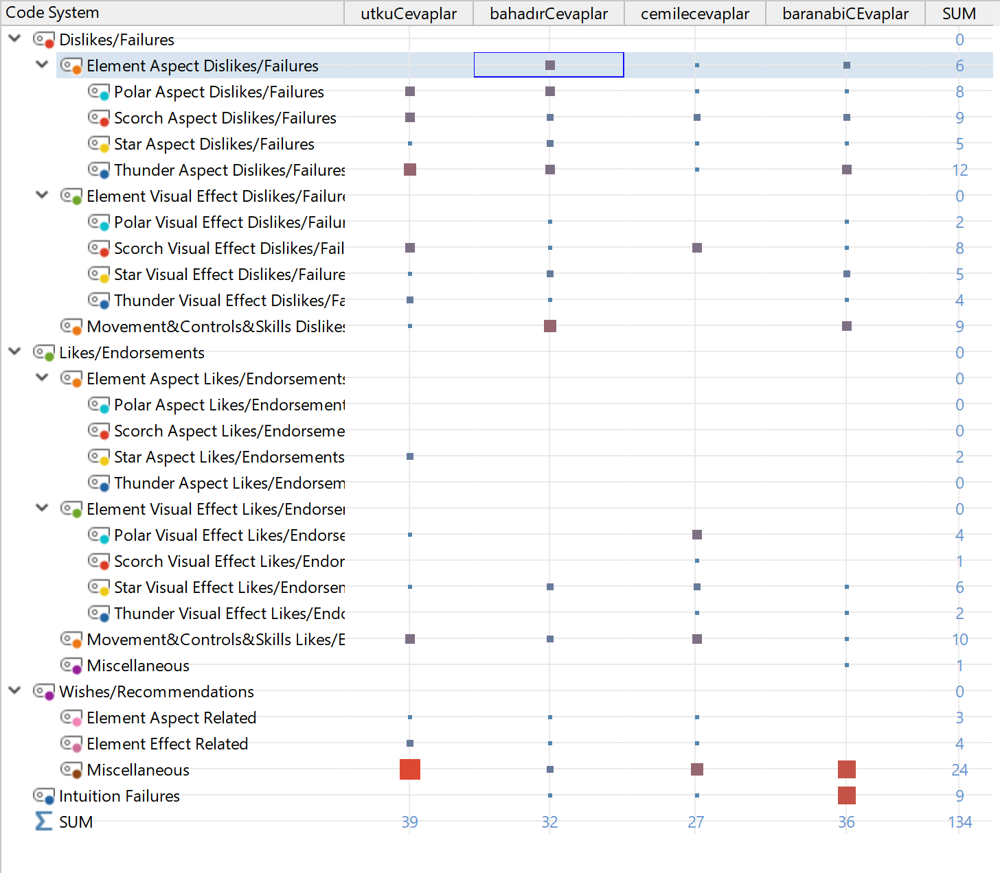 Code System utkuCevaplar bahadırCevaplar cemilecevaplar baranabiCEvaplar SUM
Dislikes/Failures 0
Element Aspect Dislikes/Failures 6
Polar Aspect Dislikes/Failures 8
Scorch Aspect Dislikes/Failures 9
Star Aspect Dislikes/Failures 5
Thunder Aspect Dislikes/Failures 12
Element Visual Effect Dislikes/Failure 0
Polar Visual Effect Dislikes/Failur 2
Scorch Visual Effect Dislikes/Fail 8
Star Visual Effect Dislikes/Failure 5
Thunder Visual Effect Dislikes/Fa 4
Movement&Controls&Skills Dislikes 9
Likes/Endorsements 0
Element Aspect Likes/Endorsements 0
Polar Aspect Likes/Endorsement 0
Scorch Aspect Likes/Endorseme 0
Star Aspect Likes/Endorsements 2
Thunder Aspect Likes/Endorsem 0
Element Visual Effect Likes/Endorser 0
Polar Visual Effect Likes/Endorse 4
Scorch Visual Effect Likes/Endor 1
Star Visual Effect Likes/Endorsen 6
Thunder Visual Effect Likes/Endo 2
Movement&Controls&Skills Likes/E 10
Miscellaneous 1
Wishes/Recommendations 0
Element Aspect Related 3
Element Effect Related 4
Miscellaneous 24
Intuition Failures 9
Σ SUM 39 32 27 36 134